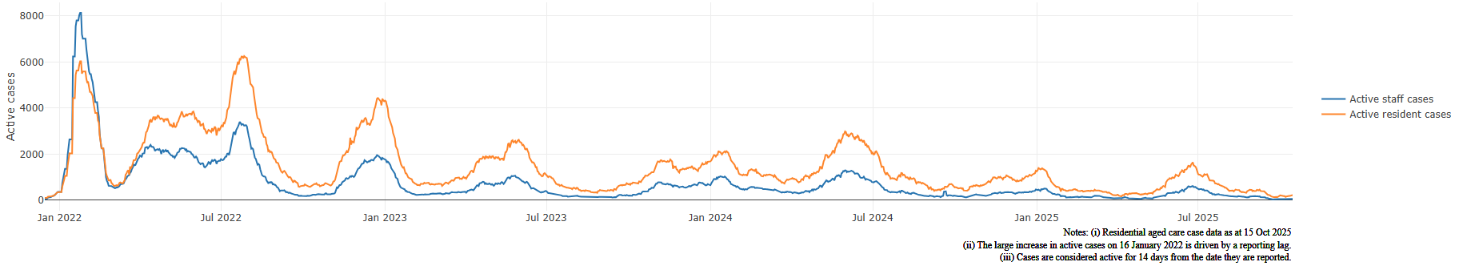 8000
6000
4000
2000
0
Active cases
Jan 2022
Jul 2022
Jan 2023
Jul 2023
Jan 2024
Jul 2024
Jan 2025
Jul 2025
Active staff cases
Active resident cases
Notes: (i) Residential aged care case data as at 15 Oct 2025
(ii) The large increase in active cases on 16 January 2022 is driven by a reporting lag.
(iii) Cases are considered active for 14 days from the date they are reported.